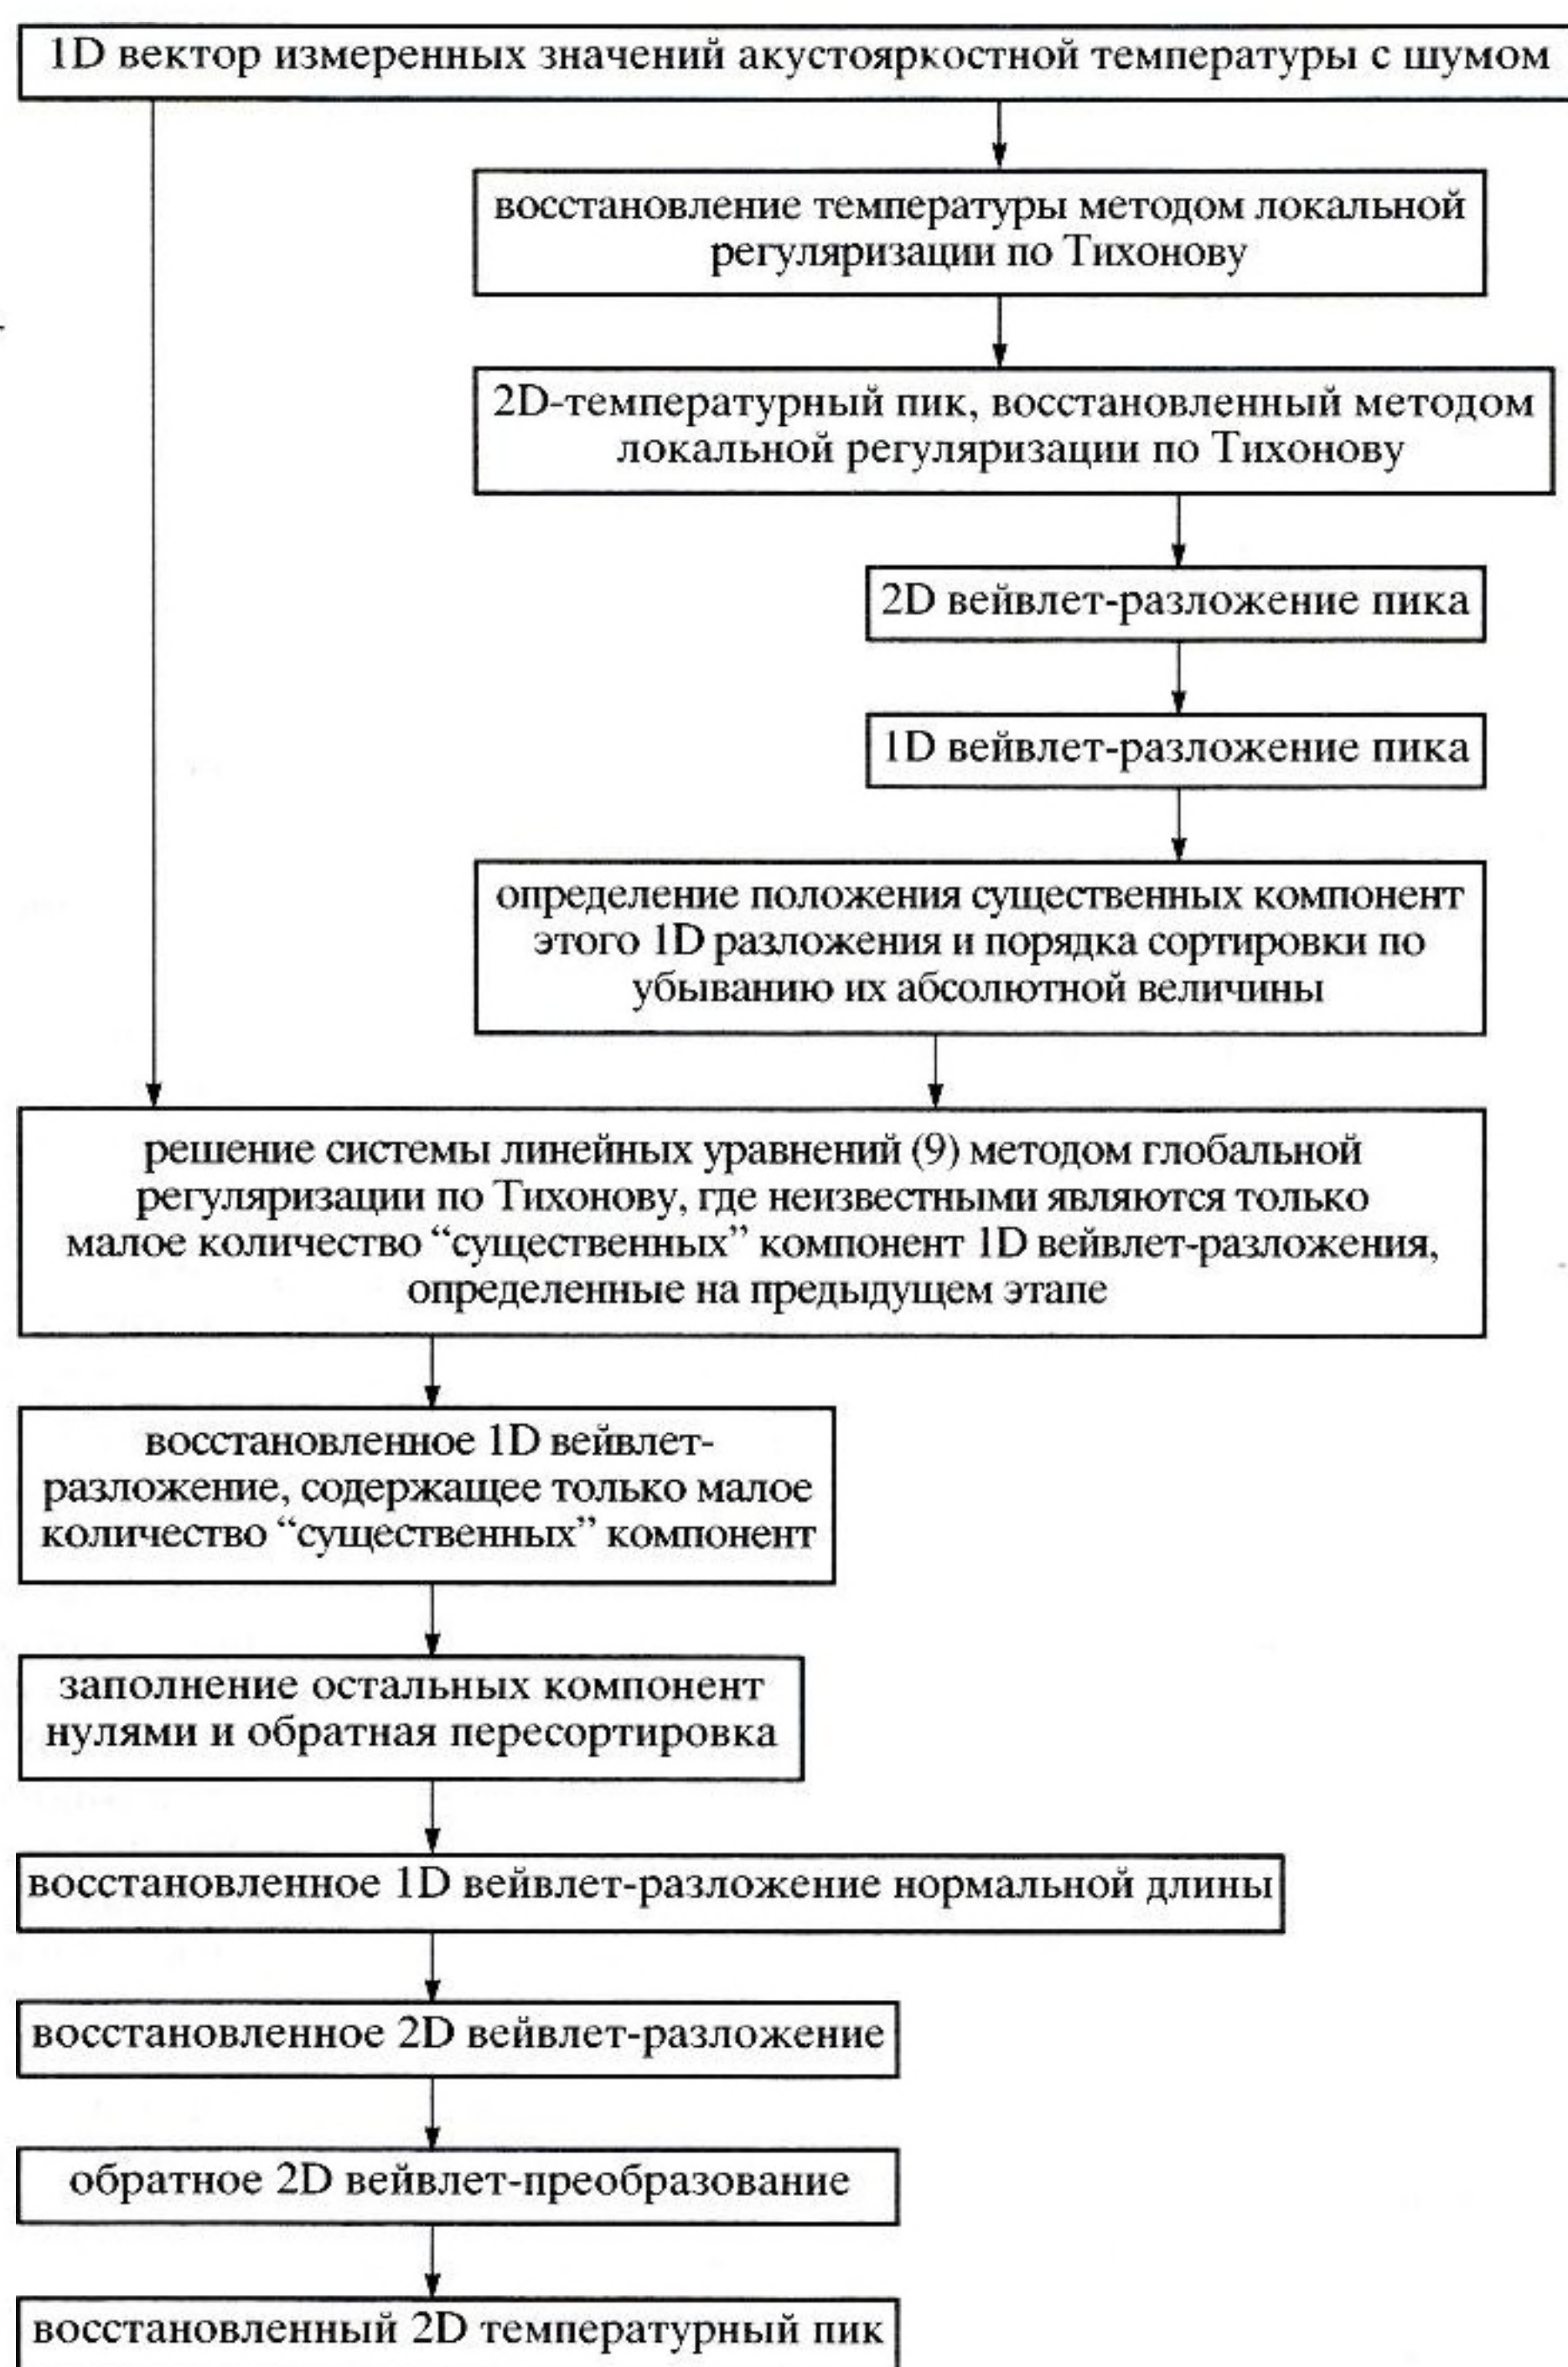 1D вектор измеренных значений акустояркостной температуры с шумом
восстановление температуры методом локальной
регуляризации по Тихонову
2D-температурный пик, восстановленный методом
локальной регуляризации по Тихонову
2D вейвлет-разложение пика
1D вейвлет-разложение пика
определение положения существенных компонент
этого 1D разложения и порядка сортировки по
убыванию их абсолютной величины
решение системы линейных уравнений (9) методом глобальной
регуляризации по Тихонову, где неизвестными являются только
малое количество “существенных” компонент 1D вейвлет-разложения,
определенные на предыдущем этапе
восстановленное 1D вейвлет-
разложение, содержащее только малое
количество “существенных” компонент
заполнение остальных компонент
нулями и обратная пересортировка
восстановленное 1D вейвлет-разложение нормальной длины
восстановленное 2D вейвлет-разложение
обратное 2D вейвлет-преобразование
восстановленный 2D температурный пик